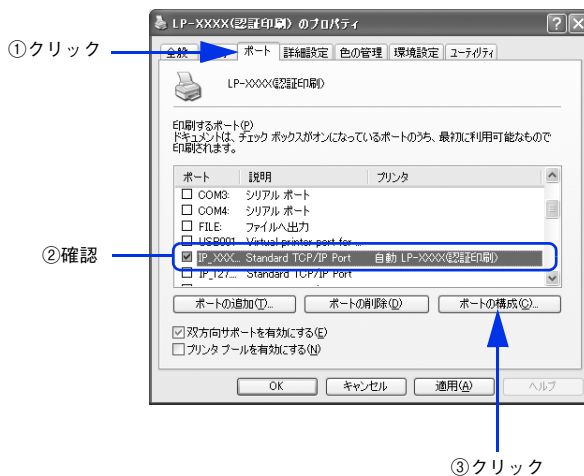 LP-XXXX(認証印刷) のプロパティ
①クリック
全般 ポート 詳細設定 色の管理 環境設定 ユーティリティ
LP-XXXX(認証印刷)
印刷するポート(P)
ドキュメントは、チェック ボックスがオンになっているポートのうち、最初に利用可能なもので
印刷されます。
ポート 説明 プリンタ
COM3: シリアル ポート
COM4: シリアル ポート
FILE: ファイルへ出力
USB001 Virtual printer port for ...
②確認
IP_XXX... Standard TCP/IP Port 自動 LP-XXXX(認証印刷)
IP_127... Standard TCP/IP Port
ポートの追加(T)... ポートの削除(D) ポートの構成(C)...
双方向サポートを有効にする(E)
プリンタ プールを有効にする(N)
OK キャンセル 適用(A) ヘルプ
③クリック